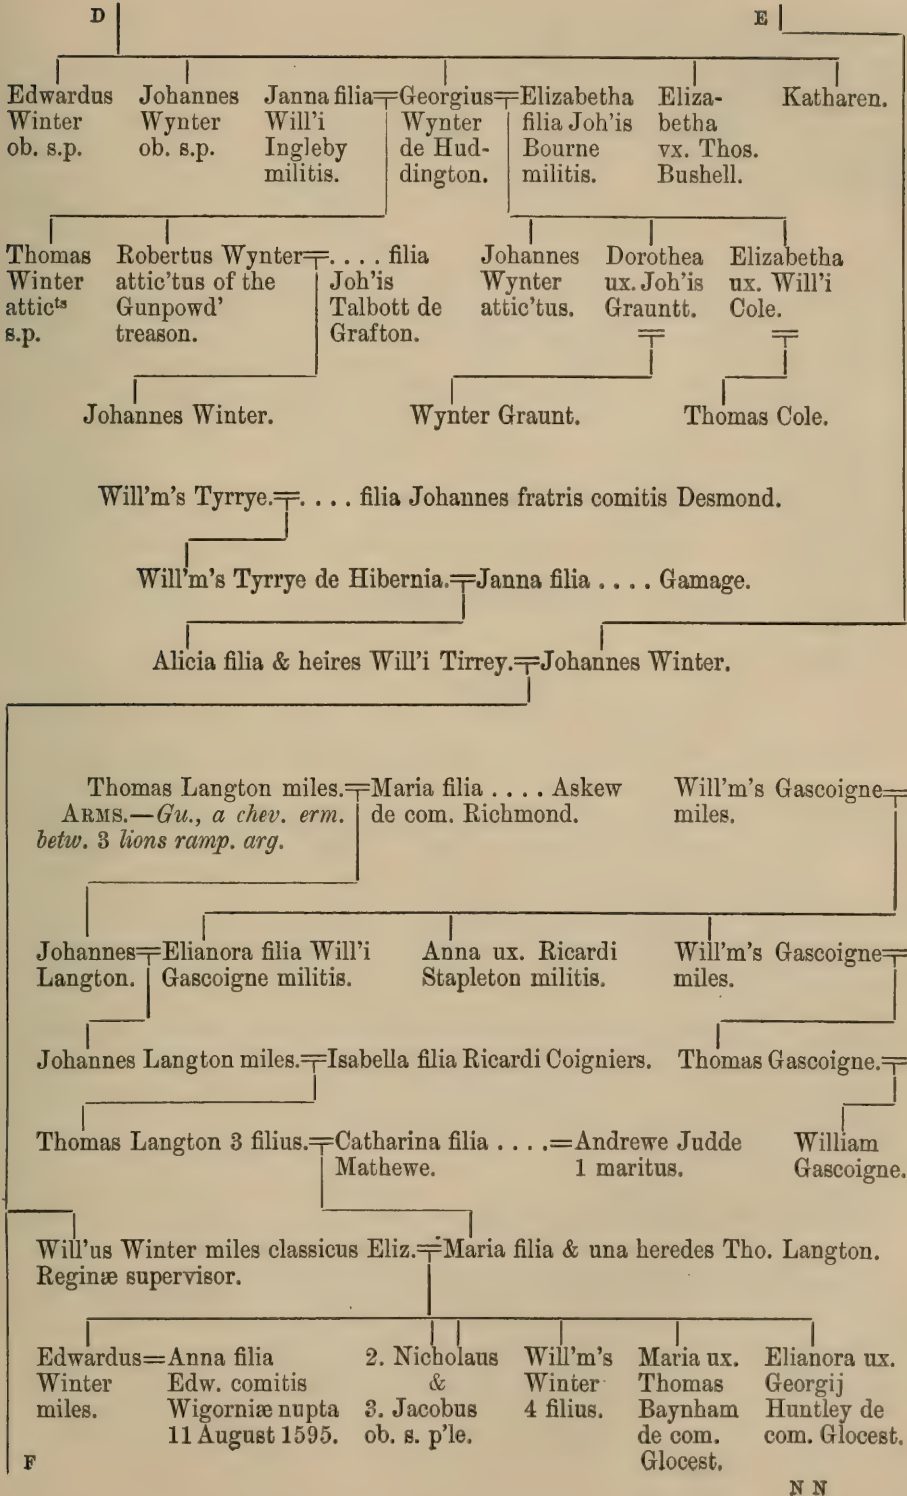 D E
Edwardus Johannes Janna filia Georgius Elizabetha Eliza- Katharen.
Winter Wynter Will'i Wynter filia Joh'is betha
ob. s.p. ob. s.p. Ingleby de Hud- Bourne vx. Thos.
militis. dington. militis. Bushell.
Thomas Robertus Wynter . . . . filia Johannes Dorothea Elizabetha
Winter attic'tus of the Joh'is Wynter ux. Joh'is ux. Will'i
atticts Gunpowd' Talbott de attic'tus. Grauntt. Cole.
s.p. treason. Grafton.
Johannes Winter. Wynter Graunt. Thomas Cole.
Will'm's Tyrrye. . . . . filia Johannes fratris comitis Desmond.
Will'm's Tyrrye de Hibernia. Janna filia . . . . Gamage.
Alicia filia & heires Will'i Tirrey. Johannes Winter.
Thomas Langton miles. Maria filia . . . . Askew Will'm's Gascoigne
ARMS.—Gu., a chev. erm. de com. Richmond. miles.
betw. 3 lions ramp. arg.
Johannes Elianora filia Will'i Anna ux. Ricardi Will'm's Gascoigne
Langton. Gascoigne militis. Stapleton militis. miles.
Johannes Langton miles. Isabella filia Ricardi Coigniers. Thomas Gascoigne.
Thomas Langton 3 filius. Catharina filia . . . . = Andrewe Judde William
Mathewe. 1 maritus. Gascoigne.
Will'us Winter miles classicus Eliz. Maria filia & una heredes Tho. Langton.
Reginæ supervisor.
Edwardus = Anna filia 2. Nicholaus Will'm's Maria ux. Elianora ux.
Winter Edw. comitis & Winter Thomas Georgij
miles. Wigorniæ nupta 3. Jacobus 4 filius. Baynham Huntley de
11 August 1595. ob. s. p'le. de com. com. Glocest.
F Glocest.
N N